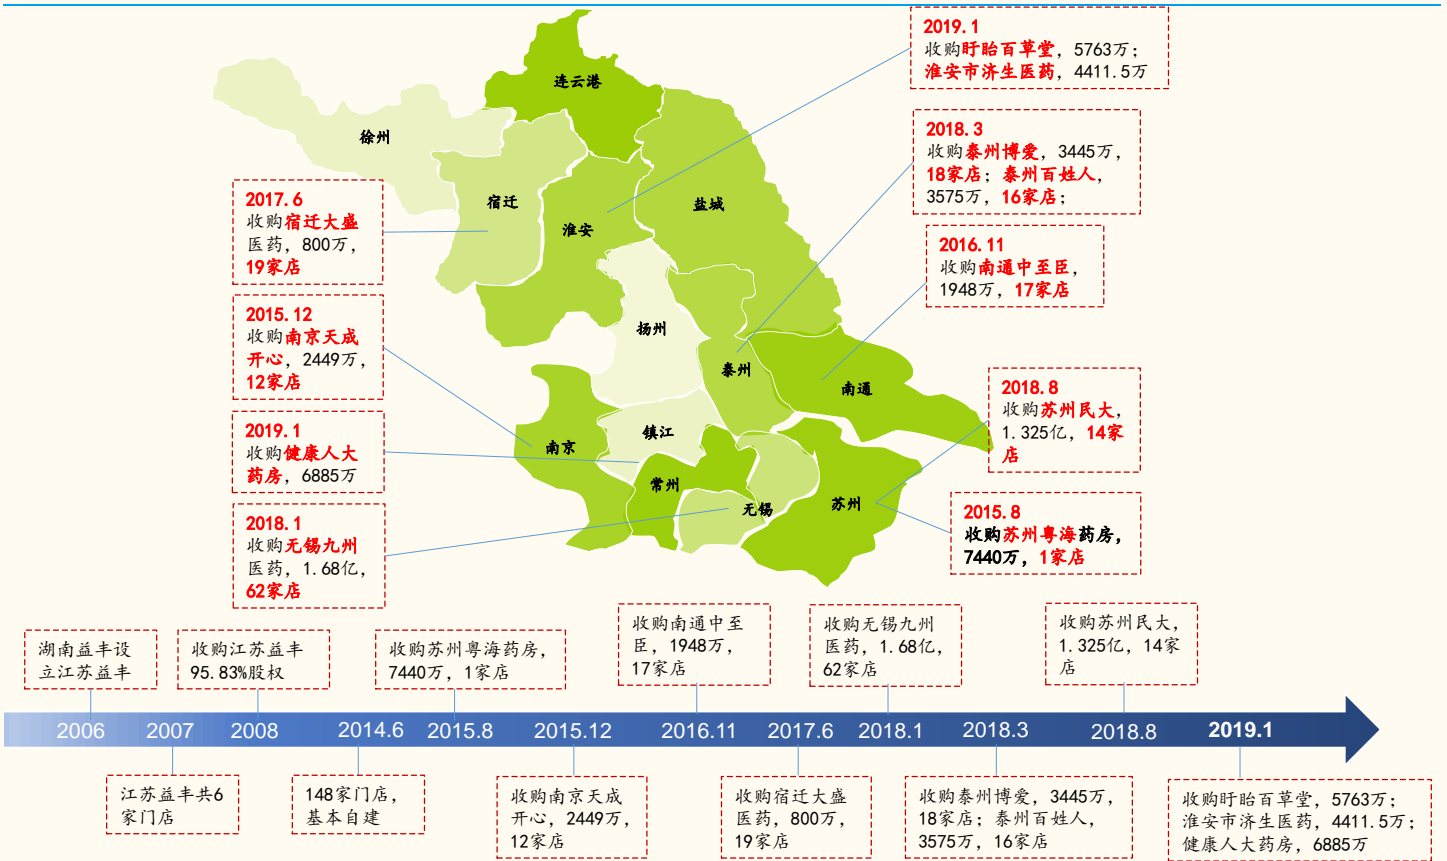 2019.1
收购盱眙百草堂，5763万；
淮安市济生医药，4411.5万
2018.3
收购泰州博爱，3445万，
18家店；泰州百姓人，
3575万，16家店；
2016.11
收购南通中至臣，
1948万，17家店
2018.8
收购苏州民大，
1.325亿，14家
店
2015.8
收购苏州粤海药房，
7440万，1家店
2017.6
收购宿迁大盛
医药，800万，
19家店
2015.12
收购南京天成
开心，2449万，
12家店
2019.1
收购健康人大
药房，6885万
2018.1
收购无锡九州
医药，1.68亿，
62家店
连云港
徐州
宿迁
淮安
盐城
扬州
泰州
南通
南京
镇江
常州
无锡
苏州
湖南益丰设
立江苏益丰
收购江苏益丰
95.83%股权
收购苏州粤海药房，
7440万，1家店
收购南通中至
臣，1948万，
17家店
收购无锡九州
医药，1.68亿，
62家店
收购苏州民大，
1.325亿，14家
店
2006 2007 2008 2014.6 2015.8 2015.12 2016.11 2017.6 2018.1 2018.3 2018.8 2019.1
江苏益丰共6
家门店
148家门店，
基本自建
收购南京天成
开心，2449万，
12家店
收购宿迁大盛
医药，800万，
19家店
收购泰州博爱，3445万，
18家店；泰州百姓人，
3575万，16家店
收购盱眙百草堂，5763万；
淮安市济生医药，4411.5万；
健康人大药房，6885万